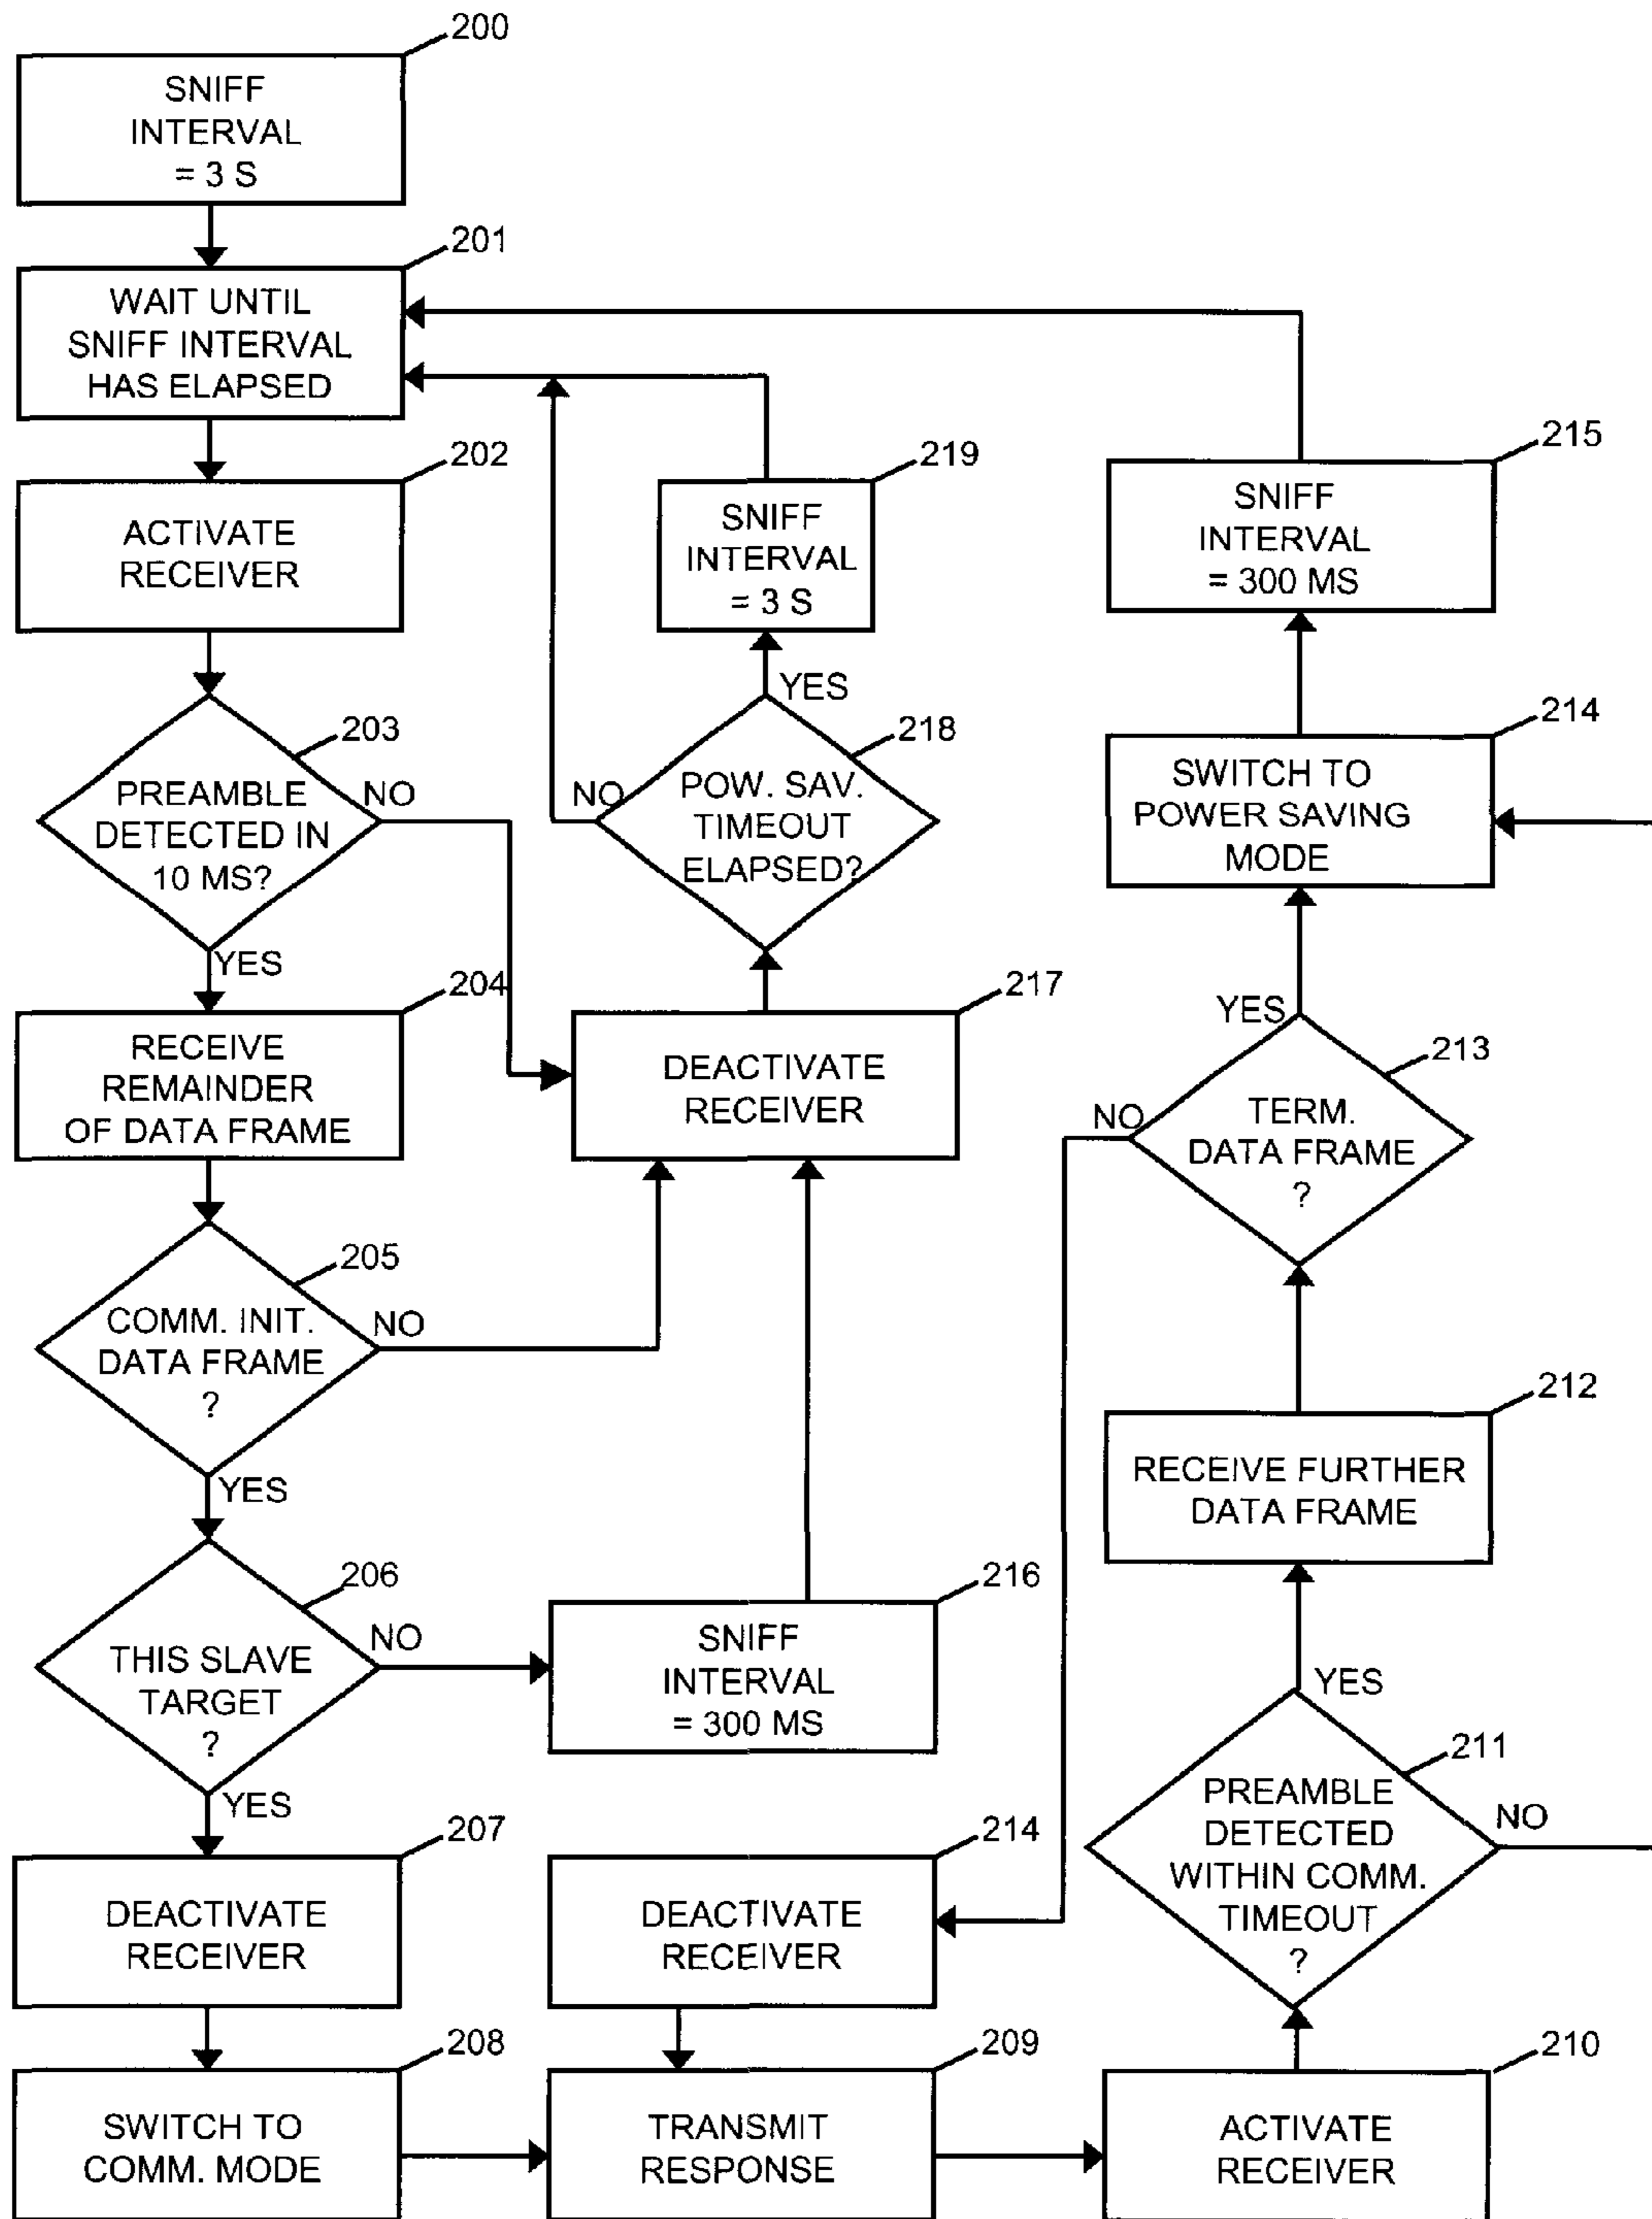 200
SNIFF
INTERVAL
= 3 S
201
WAIT UNTIL
SNIFF INTERVAL
HAS ELAPSED
202
ACTIVATE
RECEIVER
203
PREAMBLE
DETECTED IN
10 MS?
NO
YES
204
RECEIVE
REMAINDER
OF DATA FRAME
205
COMM. INIT.
DATA FRAME
?
NO
YES
206
THIS SLAVE
TARGET
?
NO
YES
207
DEACTIVATE
RECEIVER
208
SWITCH TO
COMM. MODE
219
SNIFF
INTERVAL
= 3 S
YES
218
POW. SAV.
TIMEOUT
ELAPSED?
NO
217
DEACTIVATE
RECEIVER
216
SNIFF
INTERVAL
= 300 MS
214
DEACTIVATE
RECEIVER
209
TRANSMIT
RESPONSE
215
SNIFF
INTERVAL
= 300 MS
214
SWITCH TO
POWER SAVING
MODE
YES
213
TERM.
DATA FRAME
?
NO
212
RECEIVE FURTHER
DATA FRAME
YES
211
PREAMBLE
DETECTED
WITHIN COMM.
TIMEOUT
?
NO
210
ACTIVATE
RECEIVER